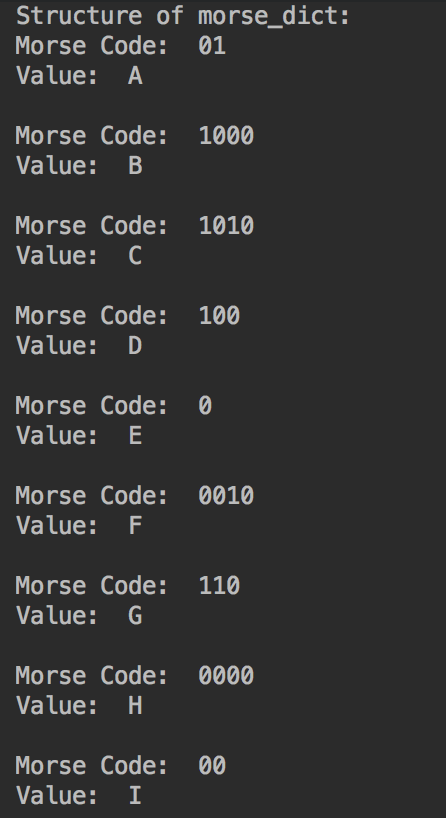 Structure of morse_dict:
Morse Code:  01
Value:  A
Morse Code:  1000
Value:  B
Morse Code:  1010
Value:  C
Morse Code:  100
Value:  D
Morse Code:  0
Value:  E
Morse Code:  0010
Value:  F
Morse Code:  110
Value:  G
Morse Code:  0000
Value:  H
Morse Code:  00
Value:  I